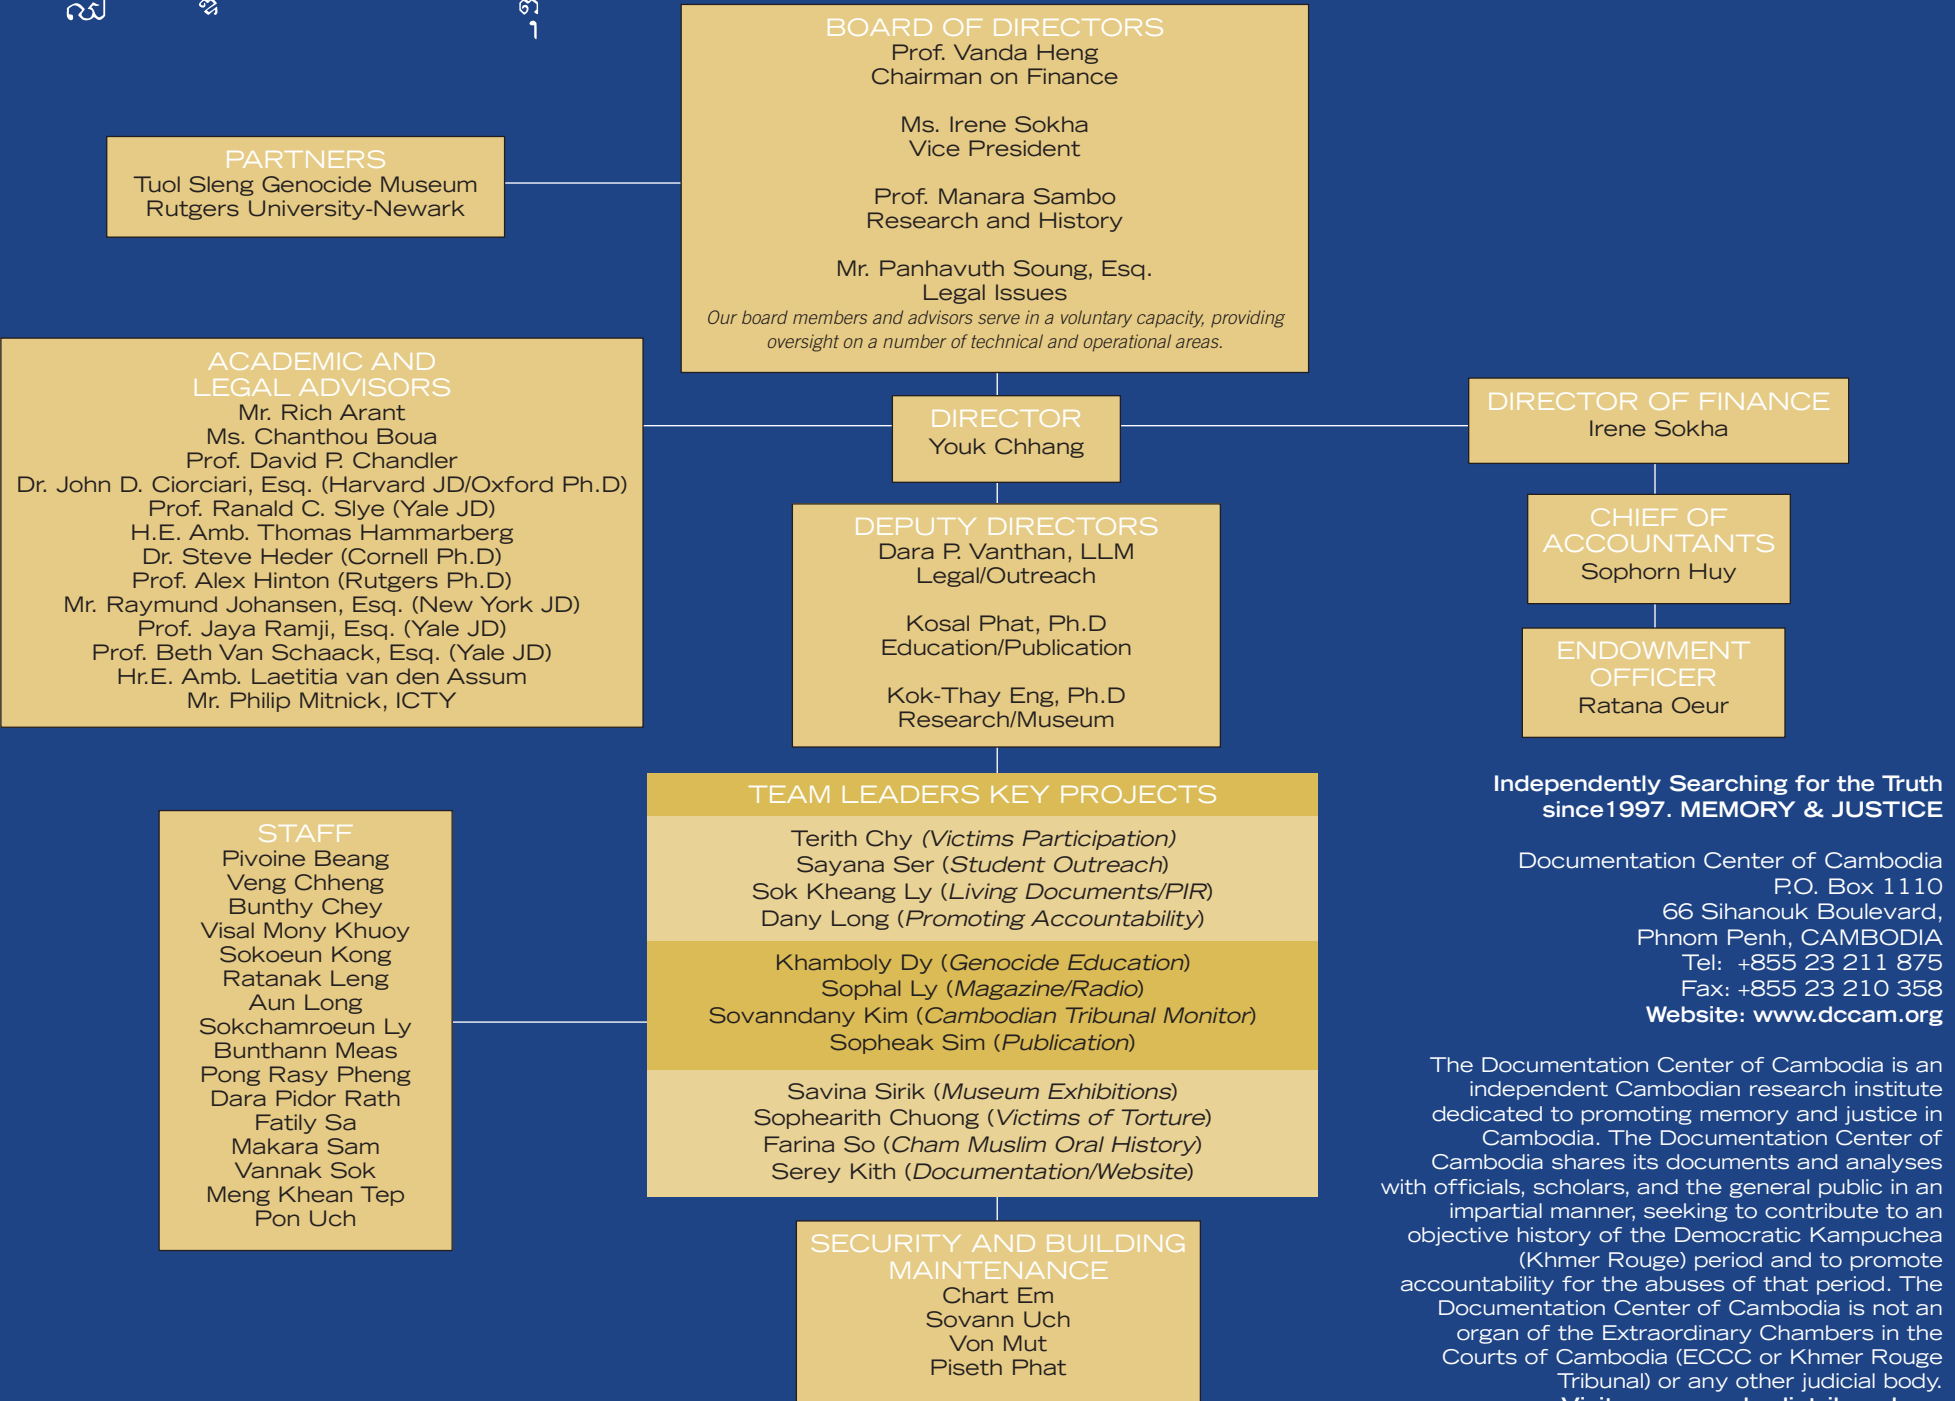 BOARD OF DIRECTORS
Prof. Vanda Heng
Chairman on Finance
Ms. Irene Sokha
Vice President
Prof. Manara Sambo
Research and History
Mr. Panhavuth Soung, Esq.
Legal Issues
Our board members and advisors serve in a voluntary capacity, providing
oversight on a number of technical and operational areas.
PARTNERS
Tuol Sleng Genocide Museum
Rutgers University-Newark
ACADEMIC AND
LEGAL ADVISORS
Mr. Rich Arant
Ms. Chanthou Boua
Prof. David P. Chandler
Dr. John D. Ciorciari, Esq. (Harvard JD/Oxford Ph.D)
Prof. Ranald C. Slye (Yale JD)
H.E. Amb. Thomas Hammarberg
Dr. Steve Heder (Cornell Ph.D)
Prof. Alex Hinton (Rutgers Ph.D)
Mr. Raymund Johansen, Esq. (New York JD)
Prof. Jaya Ramji, Esq. (Yale JD)
Prof. Beth Van Schaack, Esq. (Yale JD)
Hr.E. Amb. Laetitia van den Assum
Mr. Philip Mitnick, ICTY
DIRECTOR
Youk Chhang
DIRECTOR OF FINANCE
Irene Sokha
CHIEF OF
ACCOUNTANTS
Sophorn Huy
ENDOWMENT
OFFICER
Ratana Oeur
DEPUTY DIRECTORS
Dara P. Vanthan, LLM
Legal/Outreach
Kosal Phat, Ph.D
Education/Publication
Kok-Thay Eng, Ph.D
Research/Museum
TEAM LEADERS KEY PROJECTS
Terith Chy (Victims Participation)
Sayana Ser (Student Outreach)
Sok Kheang Ly (Living Documents/PIR)
Dany Long (Promoting Accountability)
Khamboly Dy (Genocide Education)
Sophal Ly (Magazine/Radio)
Sovanndany Kim (Cambodian Tribunal Monitor)
Sopheak Sim (Publication)
Savina Sirik (Museum Exhibitions)
Sophearith Chuong (Victims of Torture)
Farina So (Cham Muslim Oral History)
Serey Kith (Documentation/Website)
STAFF
Pivoine Beang
Veng Chheng
Bunthy Chey
Visal Mony Khuoy
Sokoeun Kong
Ratanak Leng
Aun Long
Sokchamroeun Ly
Bunthann Meas
Pong Rasy Pheng
Dara Pidor Rath
Fatily Sa
Makara Sam
Vannak Sok
Meng Khean Tep
Pon Uch
SECURITY AND BUILDING
MAINTENANCE
Chart Em
Sovann Uch
Von Mut
Piseth Phat
Independently Searching for the Truth
since1997. MEMORY & JUSTICE
Documentation Center of Cambodia
P.O. Box 1110
66 Sihanouk Boulevard,
Phnom Penh, CAMBODIA
Tel: +855 23 211 875
Fax: +855 23 210 358
Website: www.dccam.org
The Documentation Center of Cambodia is an
independent Cambodian research institute
dedicated to promoting memory and justice in
Cambodia. The Documentation Center of
Cambodia shares its documents and analyses
with officials, scholars, and the general public in an
impartial manner, seeking to contribute to an
objective history of the Democratic Kampuchea
(Khmer Rouge) period and to promote
accountability for the abuses of that period. The
Documentation Center of Cambodia is not an
organ of the Extraordinary Chambers in the
Courts of Cambodia (ECCC or Khmer Rouge
Tribunal) or any other judicial body.